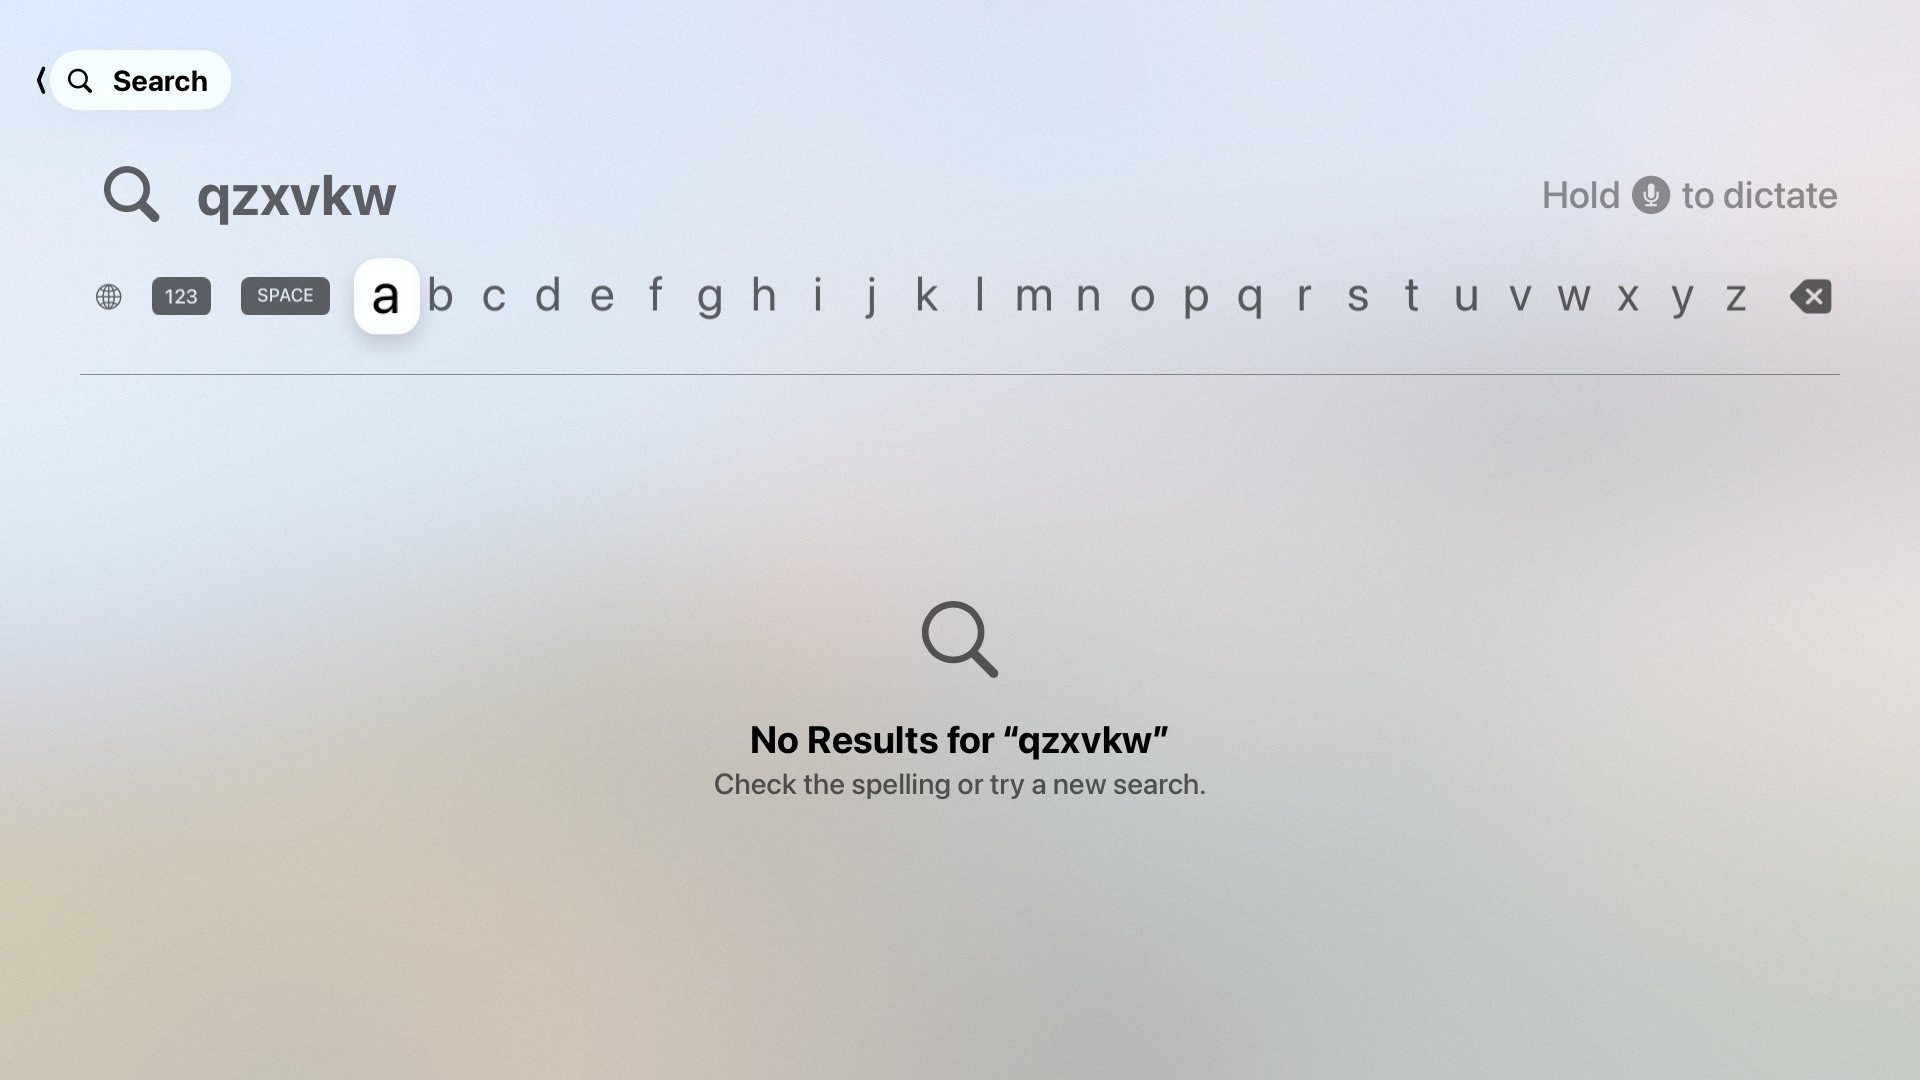 Search
qzxvkw
Hold to dictate
123 SPACE a b c d e f g h i j k l m n o p q r s t u v w x y z
No Results for “qzxvkw”
Check the spelling or try a new search.